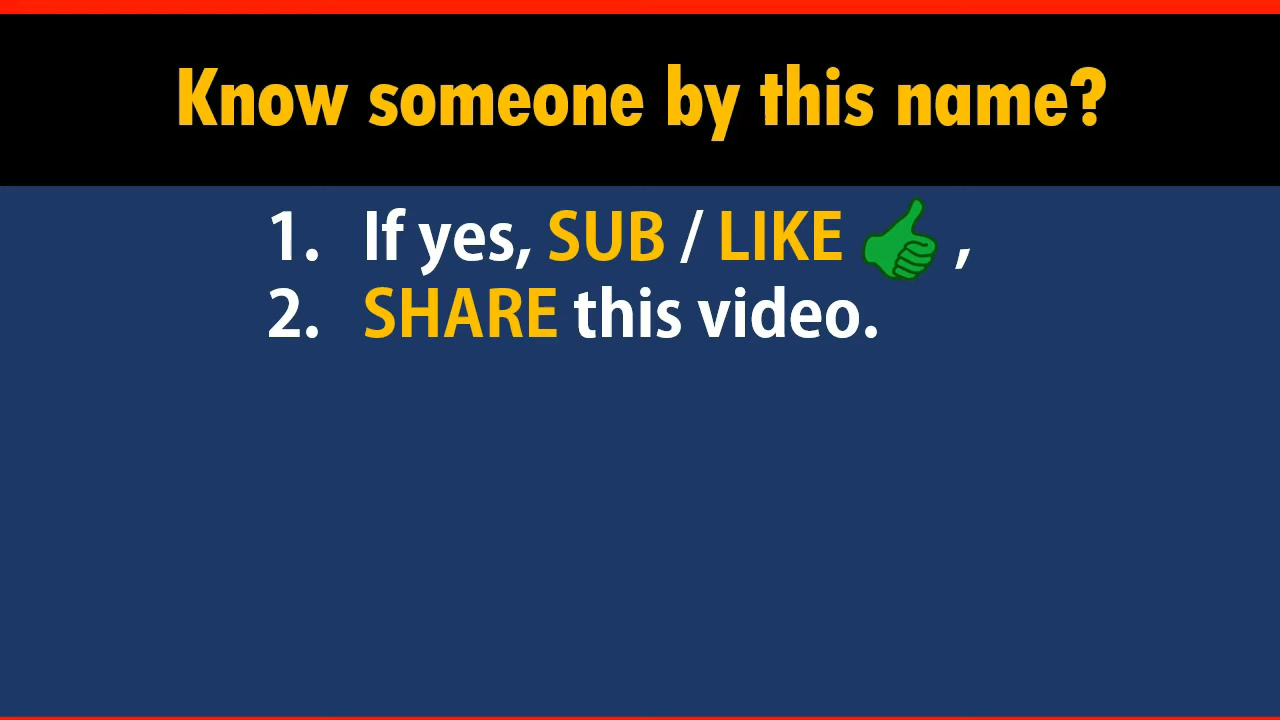 Know someone by this name?
1. If yes, SUB / LIKE ,
2. SHARE this video.